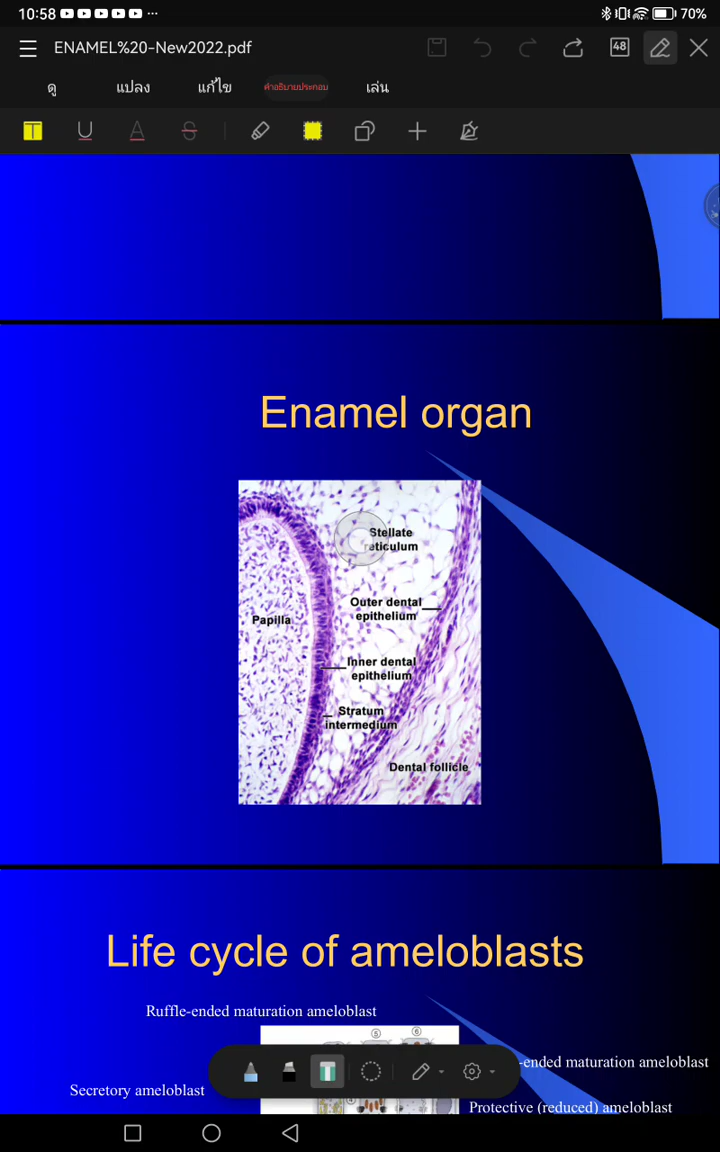 10:58
70%
ENAMEL%20-New2022.pdf
48
ดู
แปลง
แก้ไข
คำอธิบายประกอบ
เล่น
T
U
A
S
Enamel organ
Stellate
reticulum
Outer dental
epithelium
Papilla
Inner dental
epithelium
Stratum
intermedium
Dental follicle
Life cycle of ameloblasts
Ruffle-ended maturation ameloblast
5
6
-ended maturation ameloblast
Secretory ameloblast
Protective (reduced) ameloblast